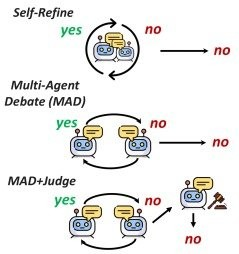 Self-Refine
yes no
no
Multi-Agent
Debate (MAD)
yes no
no
MAD+Judge
yes no
no